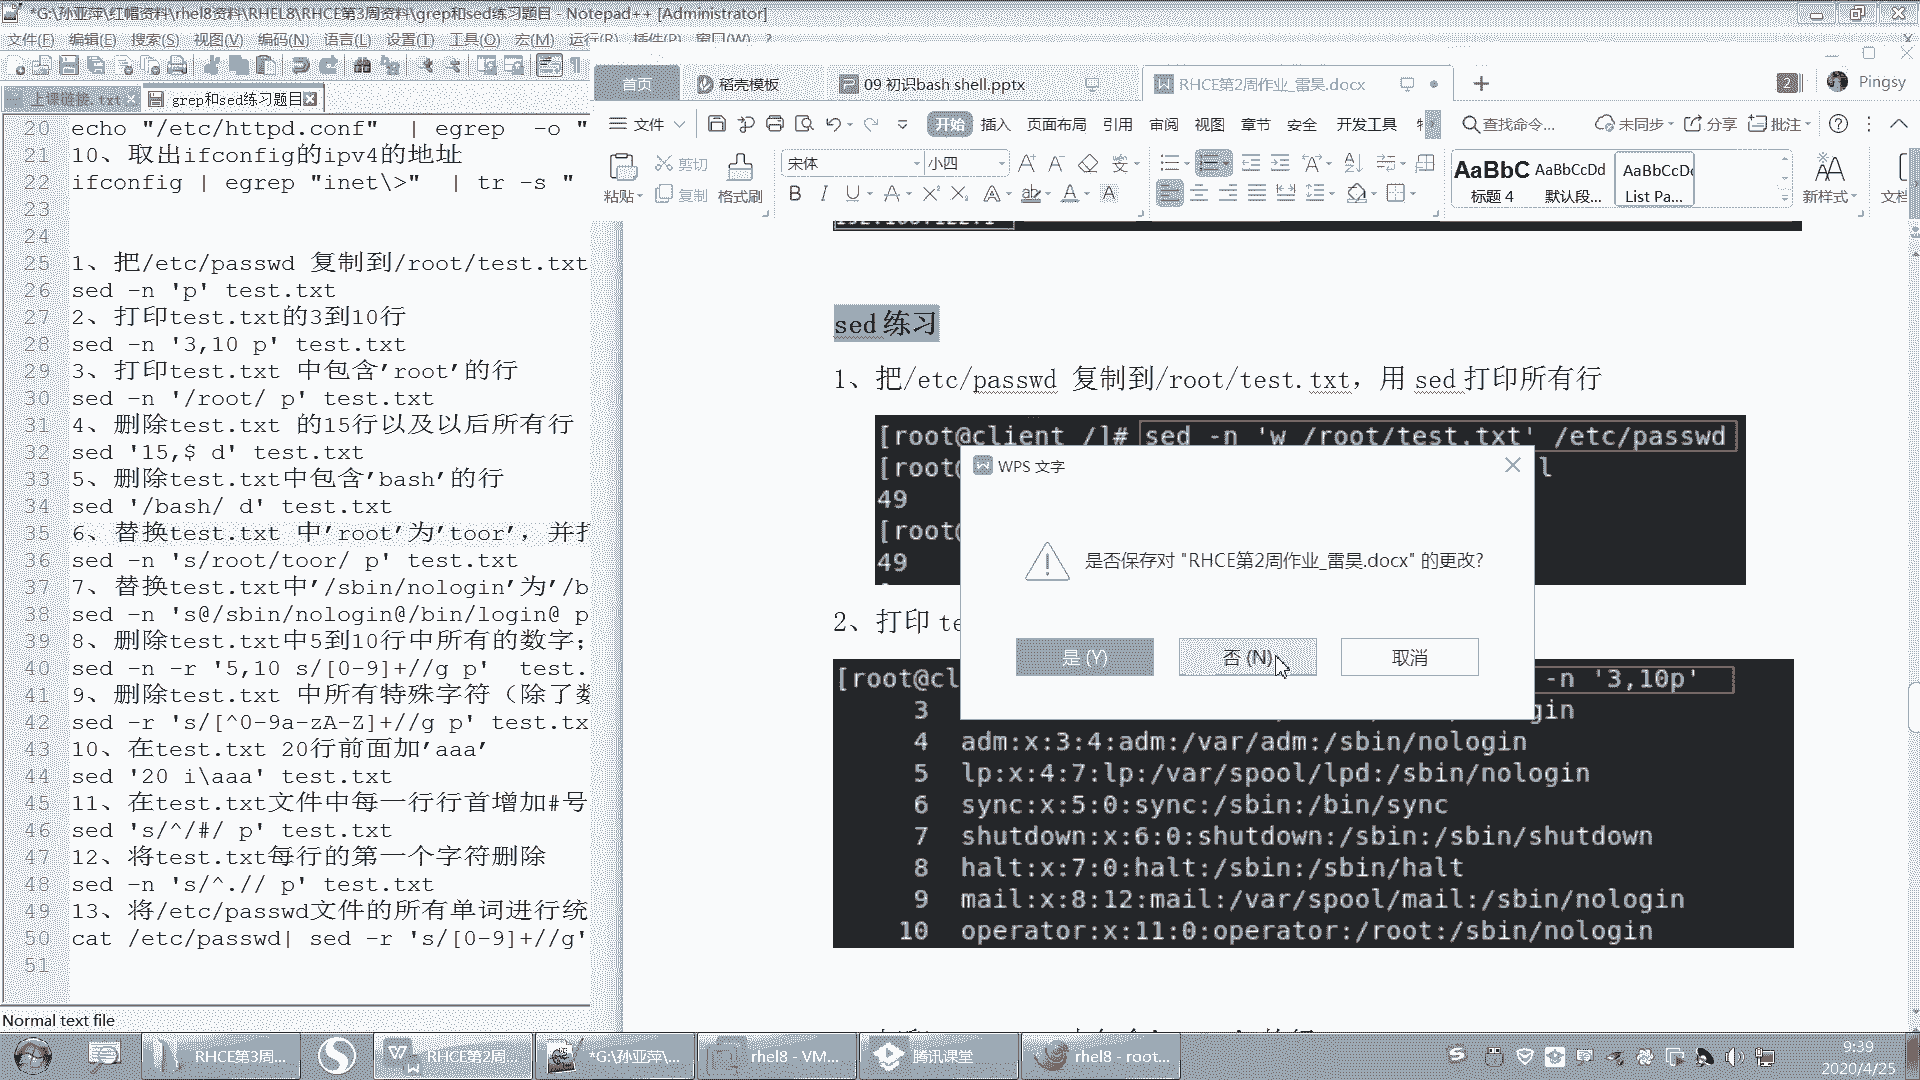 *G:\孙亚萍\红帽资料\rhel8资料\RHEL8\RHCE第3周资料\grep和sed练习题目 - Notepad++ [Administrator]
文件(F) 编辑(E) 搜索(S) 视图(V) 编码(N) 语言(L) 设置(T) 工具(O) 宏(M) 运行(R) 插件(P) 窗口(W) ?
上课链接.txt
grep和sed练习题目
20 echo "/etc/httpd.conf" | egrep -o "
21 10、取出ifconfig的ipv4的地址
22 ifconfig | egrep "inet\>" | tr -s "
23
24
25 1、把/etc/passwd 复制到/root/test.txt
26 sed -n 'p' test.txt
27 2、打印test.txt的3到10行
28 sed -n '3,10 p' test.txt
29 3、打印test.txt 中包含'root'的行
30 sed -n '/root/ p' test.txt
31 4、删除test.txt 的15行以及以后所有行
32 sed '15,$ d' test.txt
33 5、删除test.txt中包含'bash'的行
34 sed '/bash/ d' test.txt
35 6、替换test.txt 中'root'为'toor'，并打
36 sed -n 's/root/toor/ p' test.txt
37 7、替换test.txt中'/sbin/nologin'为'/b
38 sed -n 's@/sbin/nologin@/bin/login@ p
39 8、删除test.txt中5到10行中所有的数字;
40 sed -n -r '5,10 s/[0-9]+//g p' test.
41 9、删除test.txt 中所有特殊字符（除了数
42 sed -r 's/[^0-9a-zA-Z]+//g p' test.tx
43 10、在test.txt 20行前面加'aaa'
44 sed '20 i\aaa' test.txt
45 11、在test.txt文件中每一行行首增加#号
46 sed 's/^/#/ p' test.txt
47 12、将test.txt每行的第一个字符删除
48 sed -n 's/^.// p' test.txt
49 13、将/etc/passwd文件的所有单词进行统
50 cat /etc/passwd| sed -r 's/[0-9]+//g'
51
Normal text file
首页 稻壳模板 09 初识bash shell.pptx RHCE第2周作业_雷昊.docx + 2 Pingsy
文件 开始 插入 页面布局 引用 审阅 视图 章节 安全 开发工具 查找命令... 未同步 分享 批注
粘贴 剪切 复制 格式刷 宋体 小四
B I U A X² X₂ A
AaBbC AaBbCcDd AaBbCcD
标题 4 默认段... List Pa... 新样式 文档
sed 练习
1、把/etc/passwd 复制到/root/test.txt，用 sed 打印所有行
[root@client /]# sed -n 'w /root/test.txt' /etc/passwd
[root@ l
49
[root@
49
WPS 文字
是否保存对 "RHCE第2周作业_雷昊.docx" 的更改?
是(Y) 否(N) 取消
2、打印 te
[root@cl -n '3,10p'
3 gin
4 adm:x:3:4:adm:/var/adm:/sbin/nologin
5 lp:x:4:7:lp:/var/spool/lpd:/sbin/nologin
6 sync:x:5:0:sync:/sbin:/bin/sync
7 shutdown:x:6:0:shutdown:/sbin:/sbin/shutdown
8 halt:x:7:0:halt:/sbin:/sbin/halt
9 mail:x:8:12:mail:/var/spool/mail:/sbin/nologin
10 operator:x:11:0:operator:/root:/sbin/nologin
RHCE第3周... RHCE第2周... *G:\孙亚萍\... rhel8 - VM... 腾讯课堂 rhel8 - root...
9:39
2020/4/25